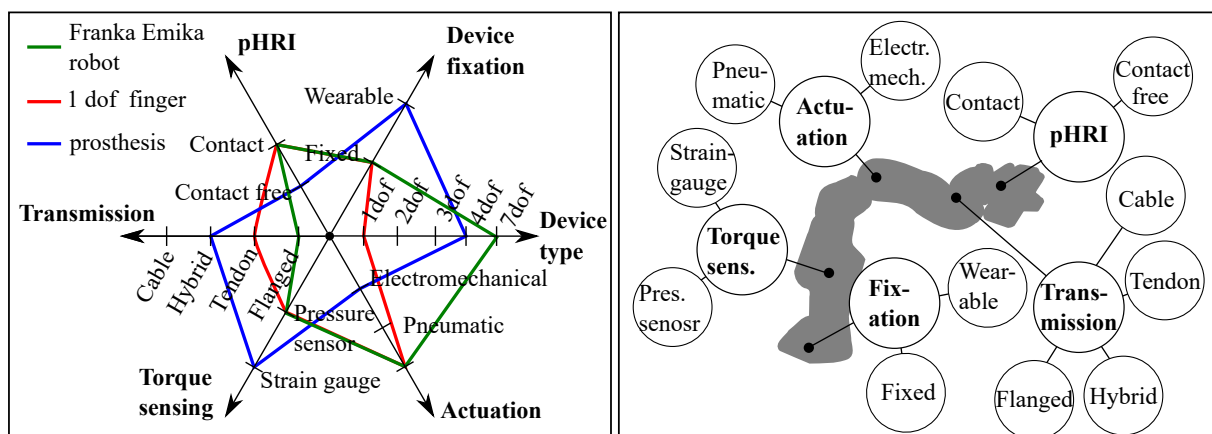 Franka Emika
robot
1 dof finger
prosthesis
pHRI
Device
fixation
Wearable
Contact
Fixed
Contact free
Transmission
1dof
2dof
3dof
4dof
7dof
Device
type
Cable
Hybrid
Tendon
Flanged
Electromechanical
Pressure
sensor
Pneumatic
Torque
sensing
Strain gauge
Actuation
Electr.
mech.
Pneu-
matic
Actu-
ation
Contact
free
Contact
pHRI
Strain-
gauge
Cable
Torque
sens.
Wear-
able
Tendon
Pres.
senosr
Fix-
ation
Trans-
mission
Fixed
Flanged
Hybrid